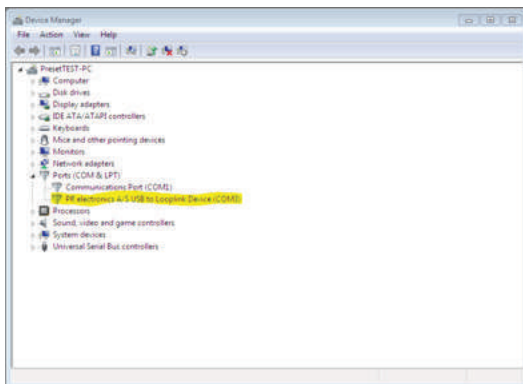 Device Manager
File Action View Help
PresetTEST-PC
Computer
Disk drives
Display adapters
IDE ATA/ATAPI controllers
Keyboards
Mice and other pointing devices
Monitors
Network adapters
Ports (COM & LPT)
Communications Port (COM1)
PR electronics A/S USB to Looplink Device (COM3)
Processors
Sound, video and game controllers
System devices
Universal Serial Bus controllers